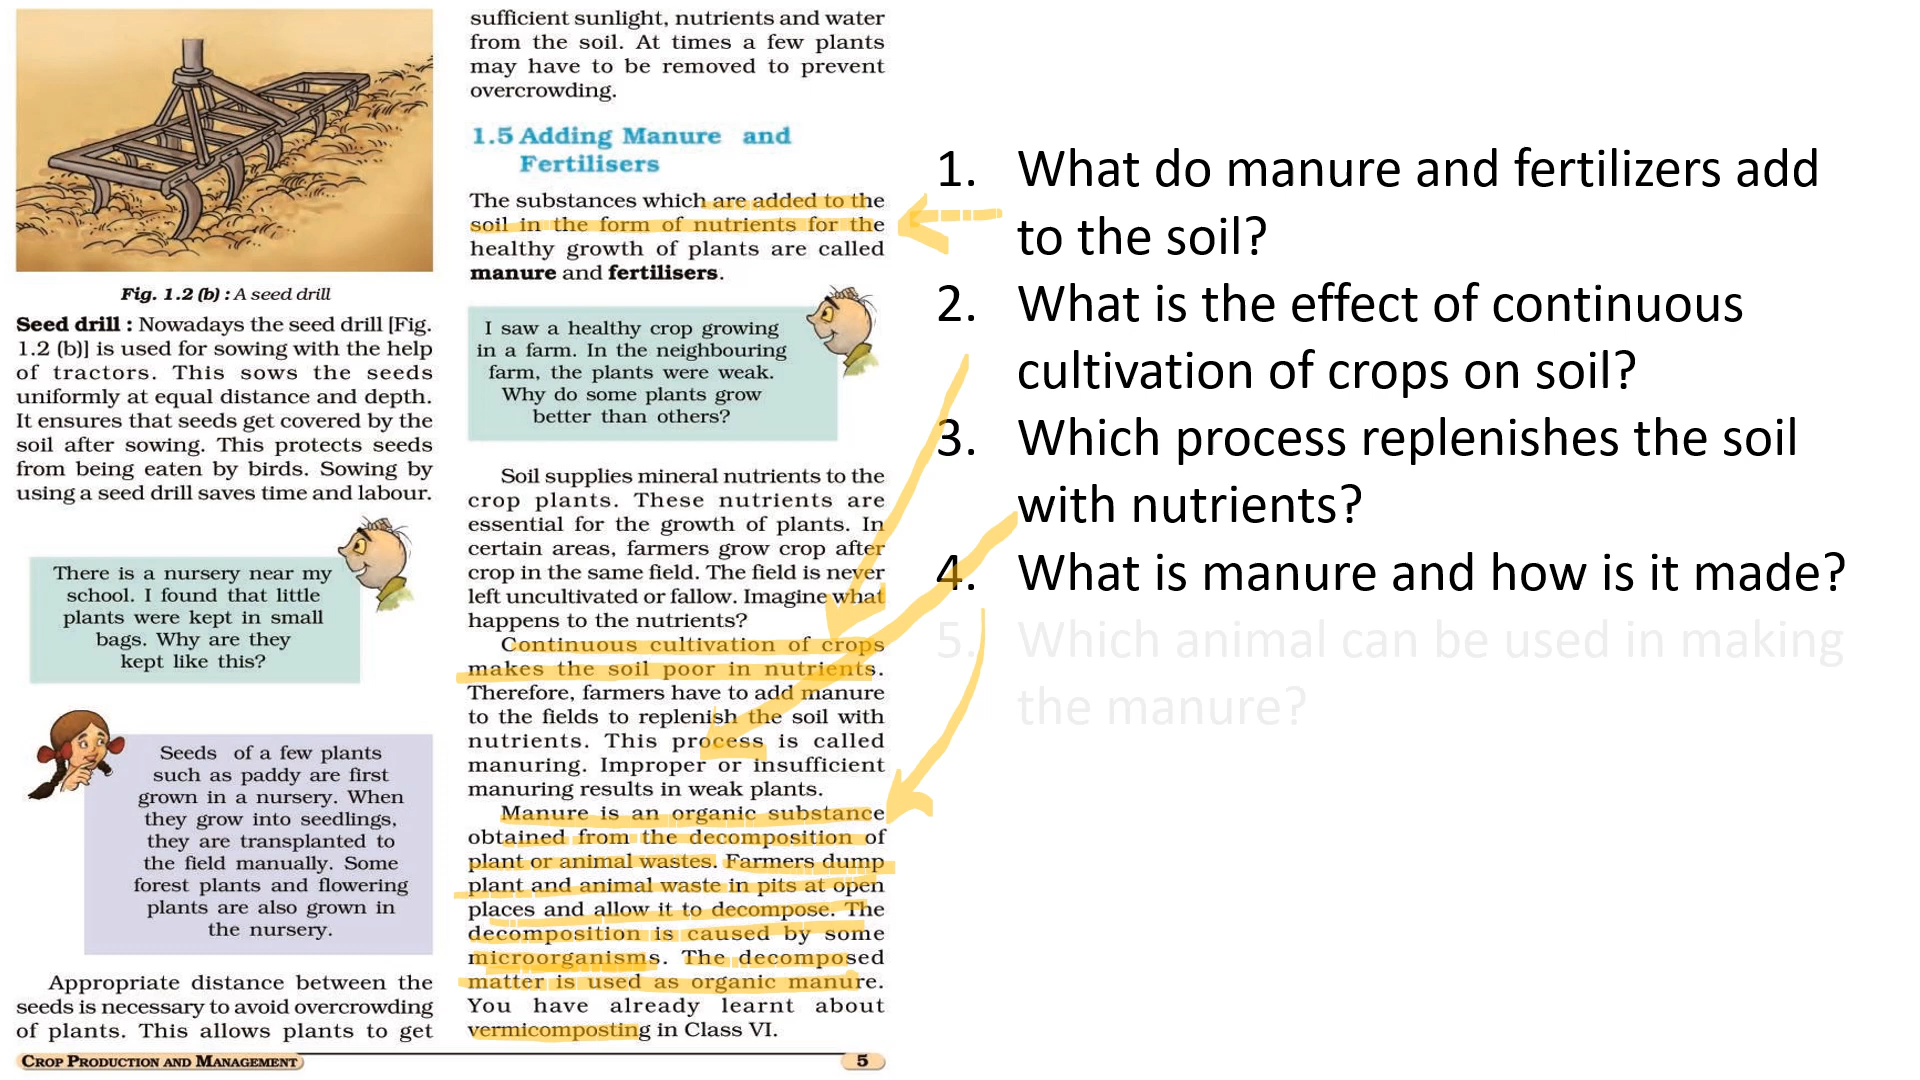 Fig. 1.2 (b) : A seed drill
Seed drill : Nowadays the seed drill [Fig.
1.2 (b)] is used for sowing with the help
of tractors. This sows the seeds
uniformly at equal distance and depth.
It ensures that seeds get covered by the
soil after sowing. This protects seeds
from being eaten by birds. Sowing by
using a seed drill saves time and labour.
There is a nursery near my
school. I found that little
plants were kept in small
bags. Why are they
kept like this?
Seeds of a few plants
such as paddy are first
grown in a nursery. When
they grow into seedlings,
they are transplanted to
the field manually. Some
forest plants and flowering
plants are also grown in
the nursery.
Appropriate distance between the
seeds is necessary to avoid overcrowding
of plants. This allows plants to get
sufficient sunlight, nutrients and water
from the soil. At times a few plants
may have to be removed to prevent
overcrowding.
1.5 Adding Manure and
Fertilisers
The substances which are added to the
soil in the form of nutrients for the
healthy growth of plants are called
manure and fertilisers.
I saw a healthy crop growing
in a farm. In the neighbouring
farm, the plants were weak.
Why do some plants grow
better than others?
Soil supplies mineral nutrients to the
crop plants. These nutrients are
essential for the growth of plants. In
certain areas, farmers grow crop after
crop in the same field. The field is never
left uncultivated or fallow. Imagine what
happens to the nutrients?
Continuous cultivation of crops
makes the soil poor in nutrients.
Therefore, farmers have to add manure
to the fields to replenish the soil with
nutrients. This process is called
manuring. Improper or insufficient
manuring results in weak plants.
Manure is an organic substance
obtained from the decomposition of
plant or animal wastes. Farmers dump
plant and animal waste in pits at open
places and allow it to decompose. The
decomposition is caused by some
microorganisms. The decomposed
matter is used as organic manure.
You have already learnt about
vermicomposting in Class VI.
CROP PRODUCTION AND MANAGEMENT
5
1. What do manure and fertilizers add
to the soil?
2. What is the effect of continuous
cultivation of crops on soil?
3. Which process replenishes the soil
with nutrients?
4. What is manure and how is it made?
5. Which animal can be used in making
the manure?